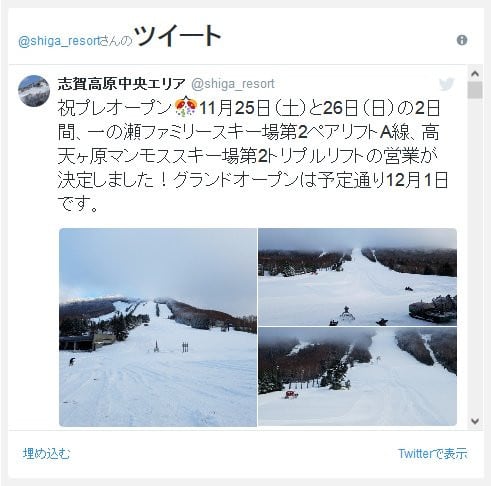 @shiga_resortさんのツイート
志賀高原中央エリア @shiga_resort
祝プレオープン🎊11月25日（土）と26日（日）の2日
間、一の瀬ファミリースキー場第2ペアリフトA線、高
天ヶ原マンモススキー場第2トリプルリフトの営業が
決定しました！グランドオープンは予定通り12月1日
です。
埋め込む Twitterで表示